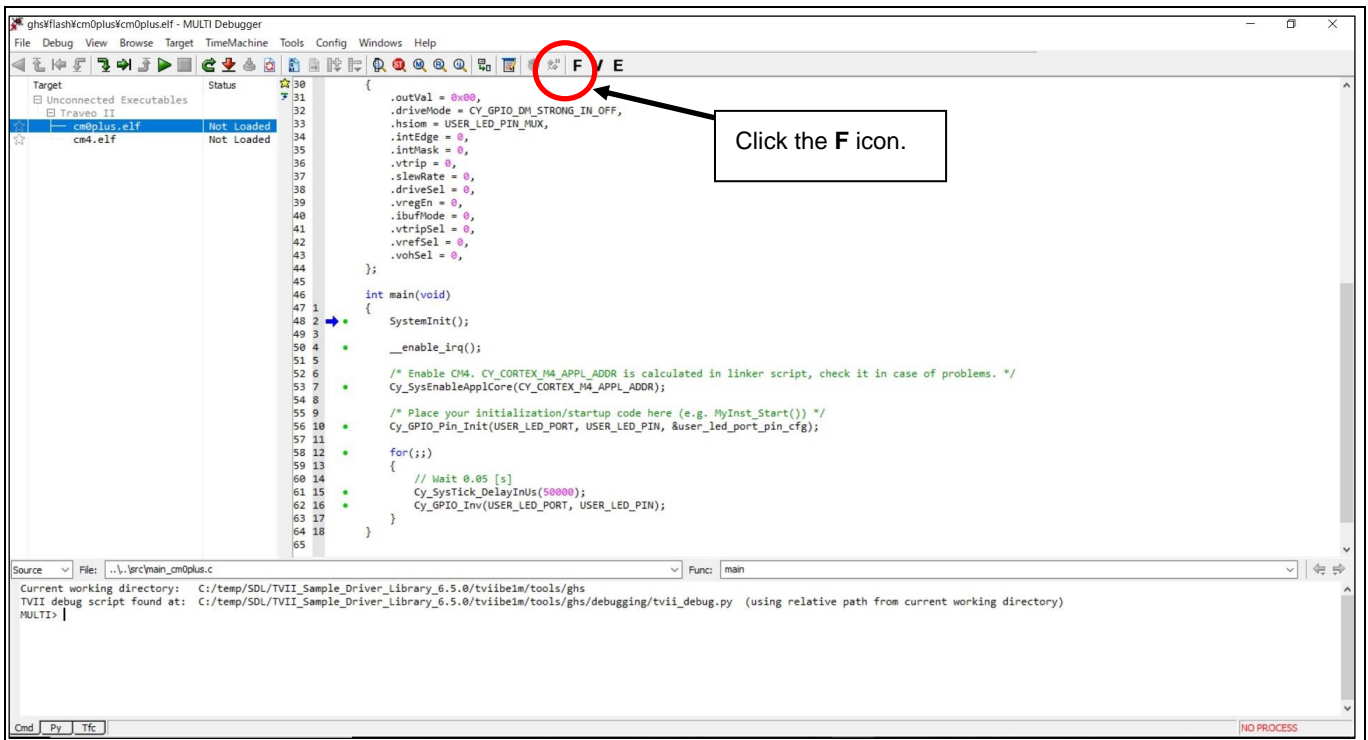 ghs¥flash¥cm0plus¥cm0plus.elf - MULTI Debugger
File Debug View Browse Target TimeMachine Tools Config Windows Help
F V E
Click the F icon.
Target Status
Unconnected Executables
Traveo II
cm0plus.elf Not Loaded
cm4.elf Not Loaded
30 {
31 .outVal = 0x00,
32 .driveMode = CY_GPIO_DM_STRONG_IN_OFF,
33 .hsiom = USER_LED_PIN_MUX,
34 .intEdge = 0,
35 .intMask = 0,
36 .vtrip = 0,
37 .slewRate = 0,
38 .driveSel = 0,
39 .vregEn = 0,
40 .ibufMode = 0,
41 .vtripSel = 0,
42 .vrefSel = 0,
43 .vohSel = 0,
44 };
45
46 int main(void)
47 1 {
48 2 SystemInit();
49 3
50 4 __enable_irq();
51 5
52 6 /* Enable CM4. CY_CORTEX_M4_APPL_ADDR is calculated in linker script, check it in case of problems. */
53 7 Cy_SysEnableApplCore(CY_CORTEX_M4_APPL_ADDR);
54 8
55 9 /* Place your initialization/startup code here (e.g. MyInst_Start()) */
56 10 Cy_GPIO_Pin_Init(USER_LED_PORT, USER_LED_PIN, &user_led_port_pin_cfg);
57 11
58 12 for(;;)
59 13 {
60 14 // Wait 0.05 [s]
61 15 Cy_SysTick_DelayInUs(50000);
62 16 Cy_GPIO_Inv(USER_LED_PORT, USER_LED_PIN);
63 17 }
64 18 }
65
Source File: ..\..\src\main_cm0plus.c Func: main
Current working directory: C:/temp/SDL/TVII_Sample_Driver_Library_6.5.0/tviibe1m/tools/ghs
TVII debug script found at: C:/temp/SDL/TVII_Sample_Driver_Library_6.5.0/tviibe1m/tools/ghs/debugging/tvii_debug.py (using relative path from current working directory)
MULTI>
Cmd Py Tfc NO PROCESS